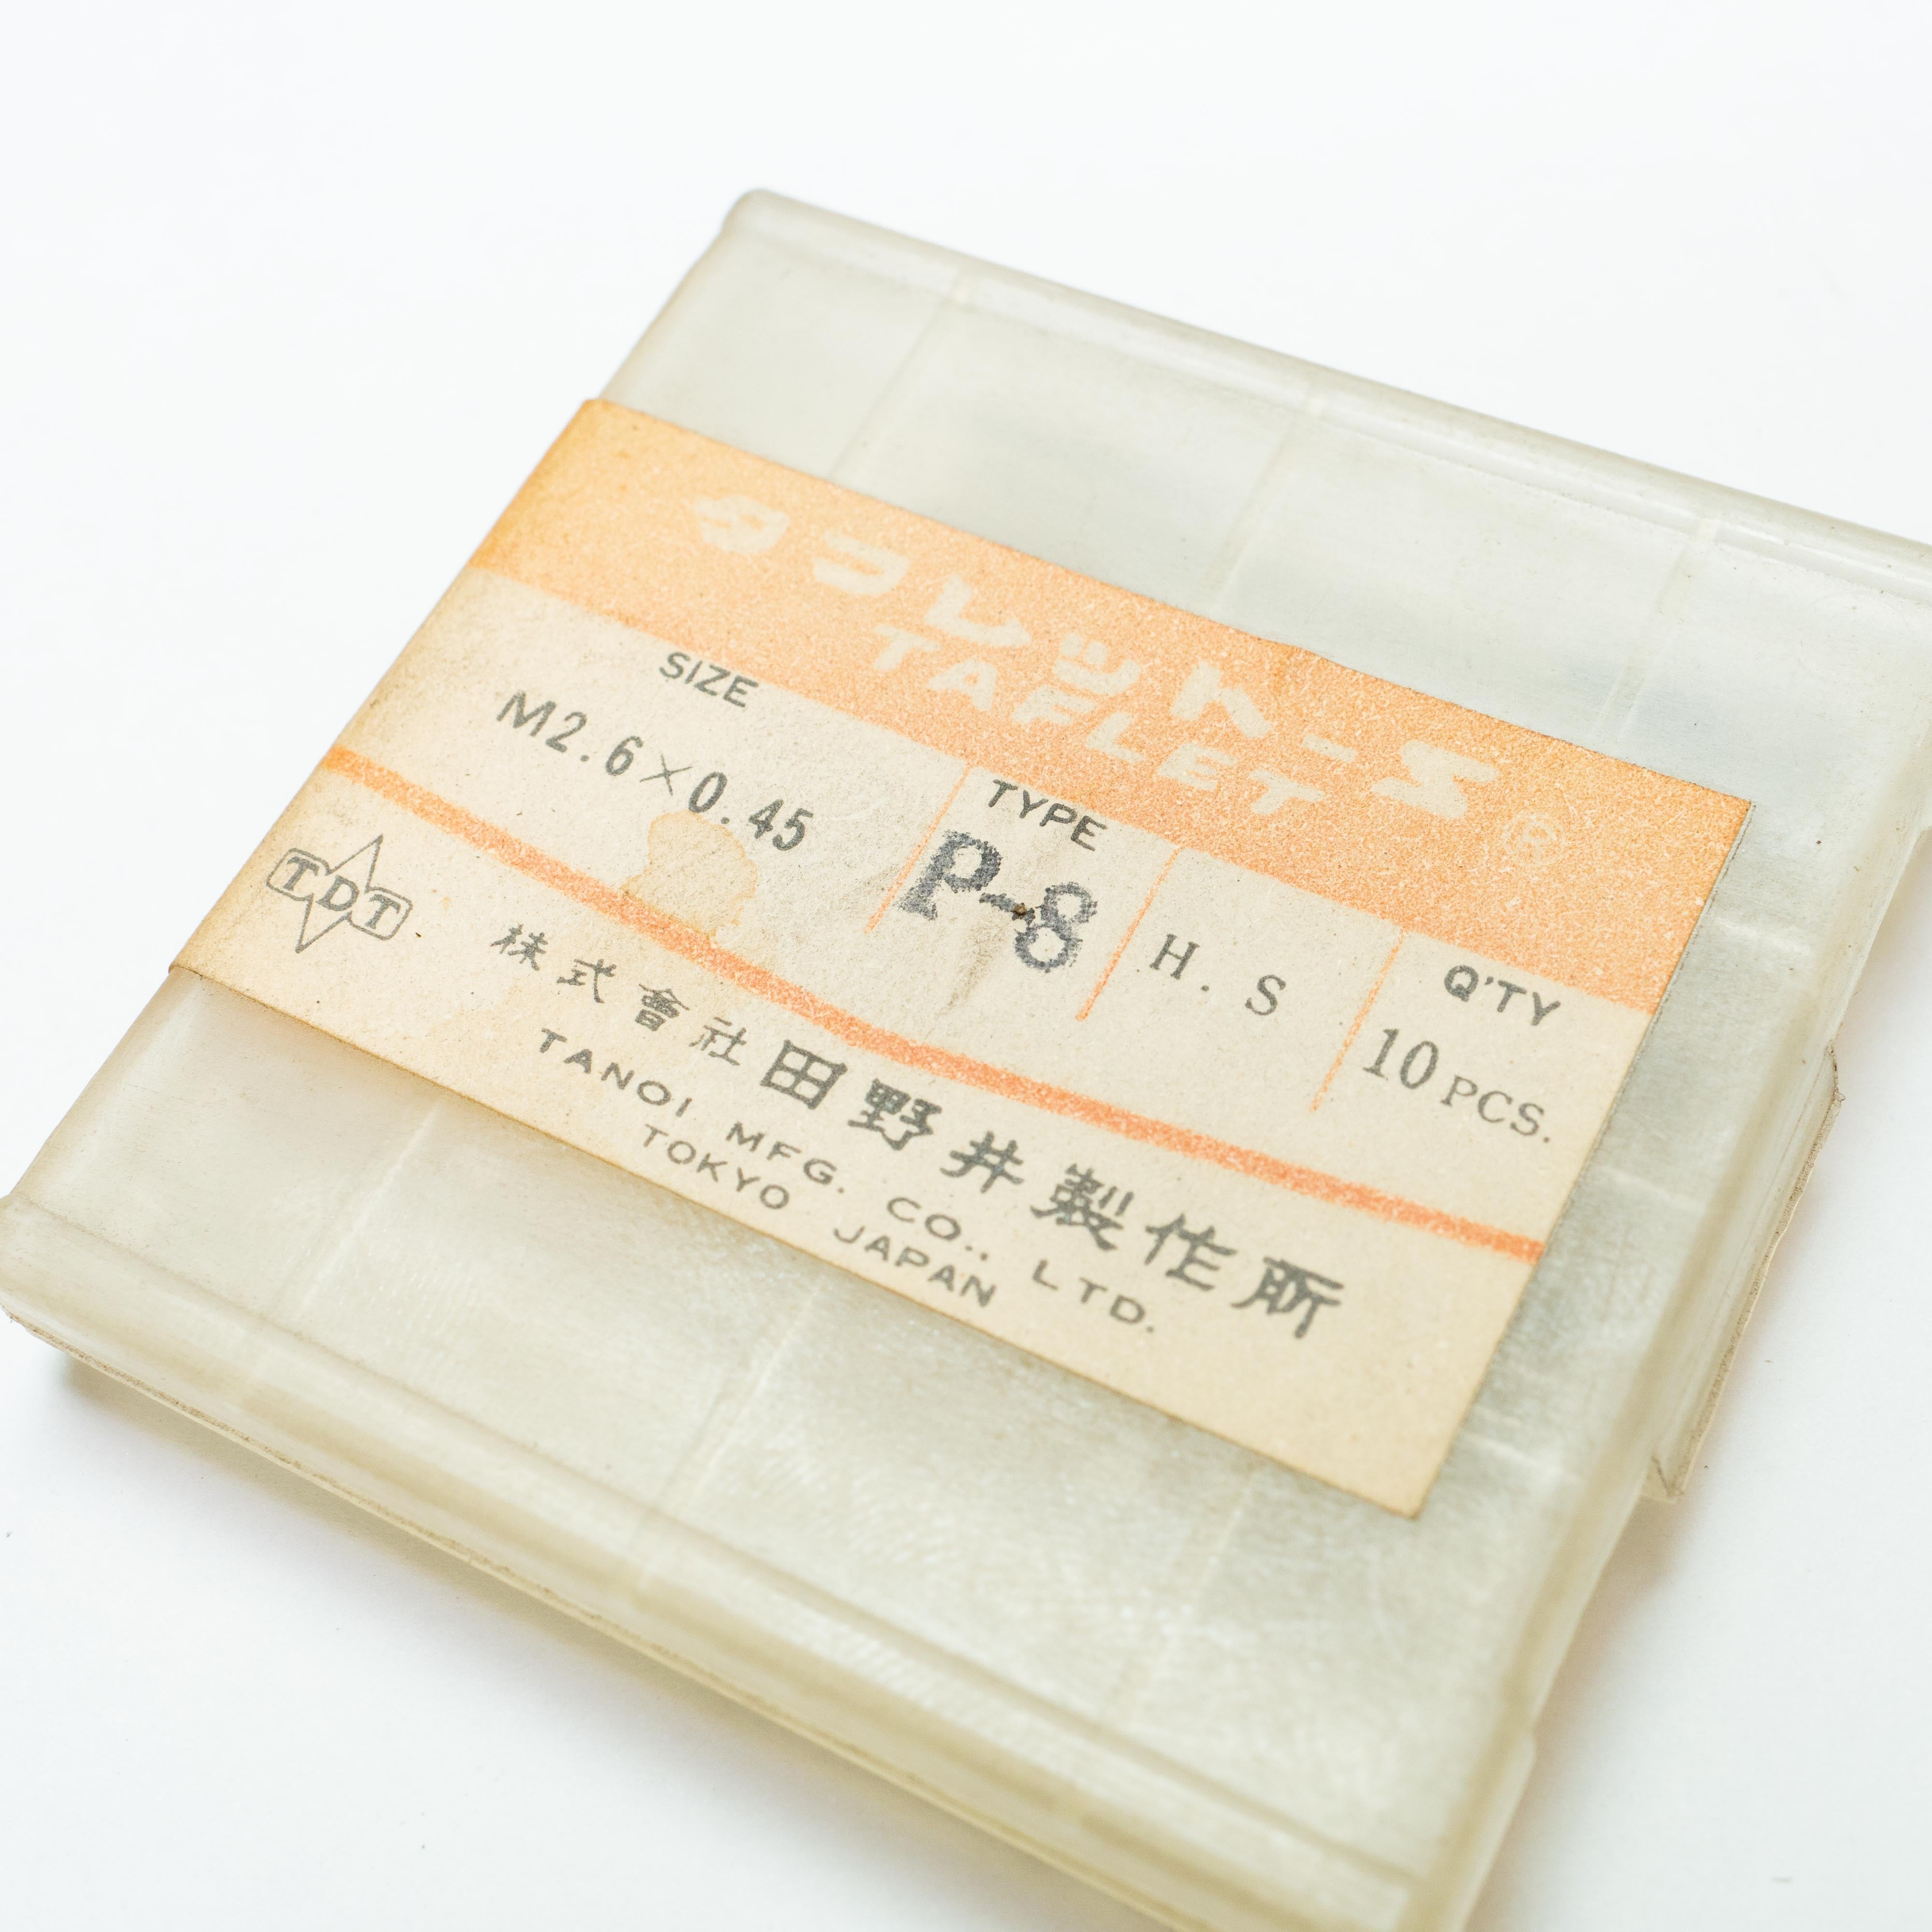 タフレット-S ®
TAFLET
SIZE
M2.6×0.45
TYPE
P-8
H.S
Q'TY
10 PCS.
TDT
株式會社田野井製作所
TANOI MFG. CO., LTD.
TOKYO JAPAN